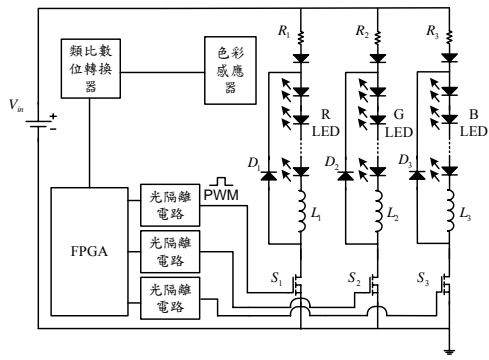 R1
R2
R3
類比數
位轉換
器
色彩
感應
器
Vin
R
LED
G
LED
B
LED
D1
D2
D3
光隔離
電路
PWM
L1
L2
L3
FPGA
光隔離
電路
S1
S2
S3
光隔離
電路